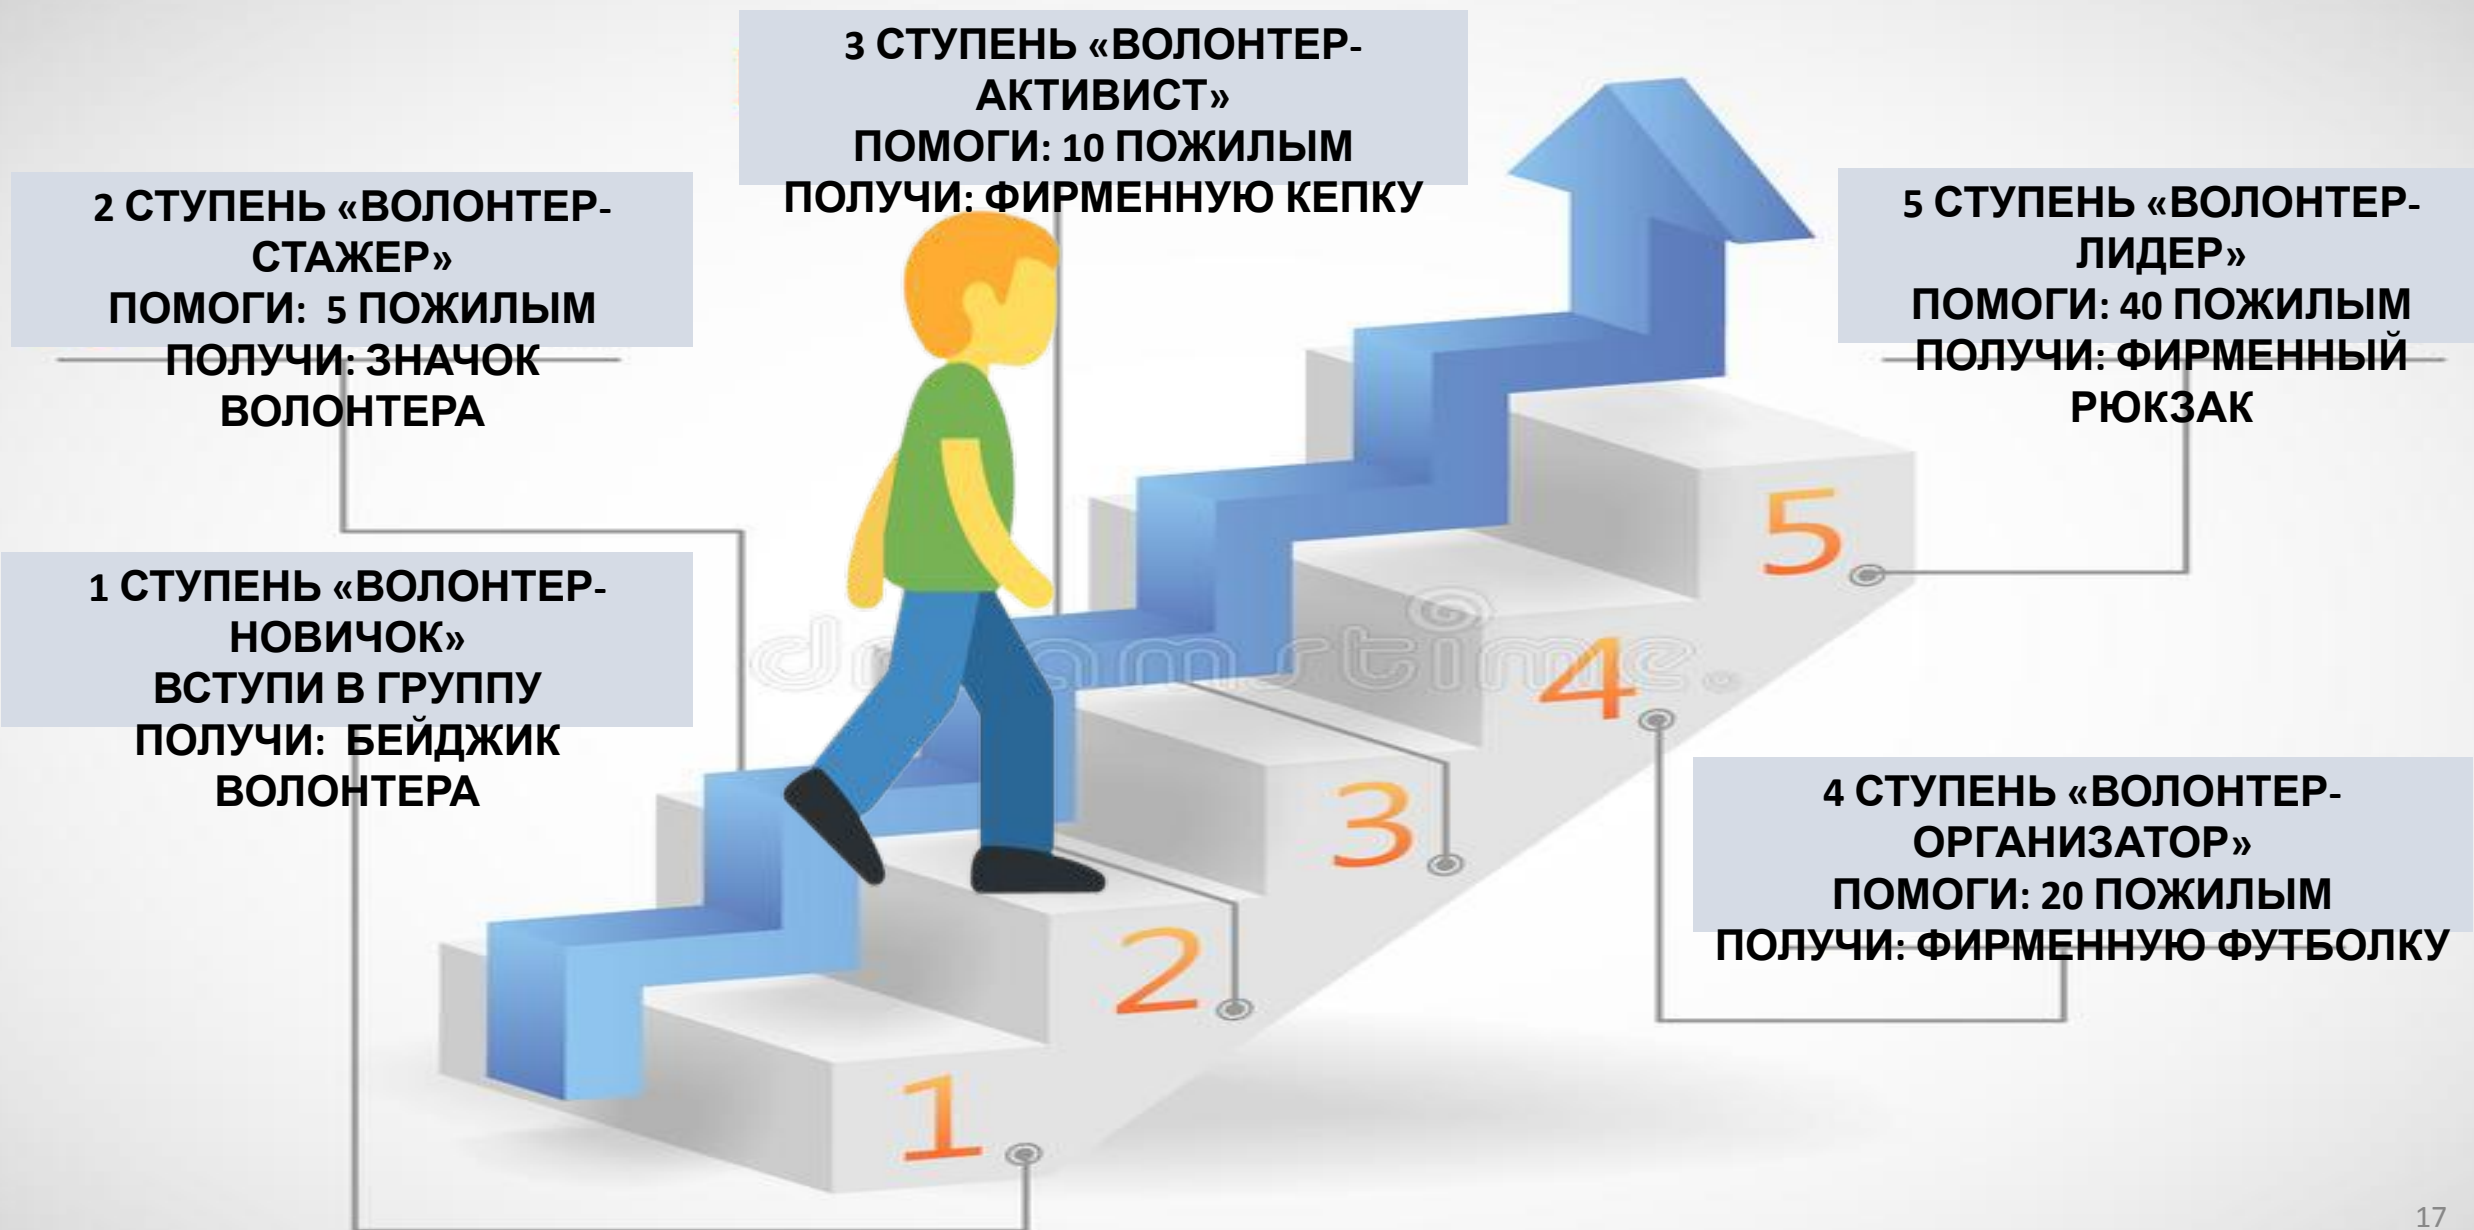 3 СТУПЕНЬ «ВОЛОНТЕР-
АКТИВИСТ»
ПОМОГИ: 10 ПОЖИЛЫМ
ПОЛУЧИ: ФИРМЕННУЮ КЕПКУ
2 СТУПЕНЬ «ВОЛОНТЕР-
СТАЖЕР»
ПОМОГИ: 5 ПОЖИЛЫМ
ПОЛУЧИ: ЗНАЧОК
ВОЛОНТЕРА
5 СТУПЕНЬ «ВОЛОНТЕР-
ЛИДЕР»
ПОМОГИ: 40 ПОЖИЛЫМ
ПОЛУЧИ: ФИРМЕННЫЙ
РЮКЗАК
1 СТУПЕНЬ «ВОЛОНТЕР-
НОВИЧОК»
ВСТУПИ В ГРУППУ
ПОЛУЧИ: БЕЙДЖИК
ВОЛОНТЕРА
4 СТУПЕНЬ «ВОЛОНТЕР-
ОРГАНИЗАТОР»
ПОМОГИ: 20 ПОЖИЛЫМ
ПОЛУЧИ: ФИРМЕННУЮ ФУТБОЛКУ
5
4
3
2
1
dreamstime.
17